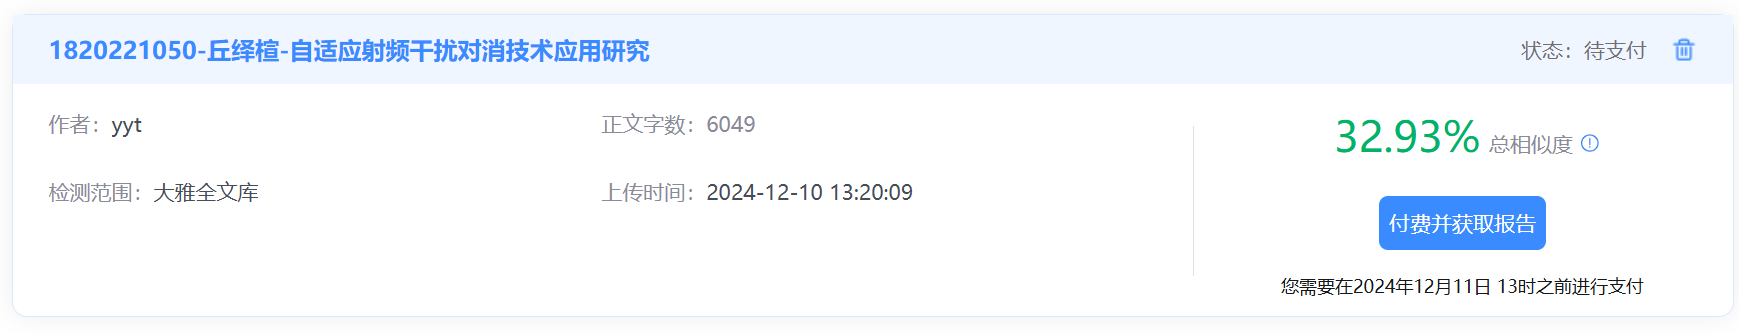 1820221050-丘绎楦-自适应射频干扰对消技术应用研究
状态：待支付
作者：yyt
正文字数：6049
32.93% 总相似度
检测范围：大雅全文库
上传时间：2024-12-10 13:20:09
付费并获取报告
您需要在2024年12月11日 13时之前进行支付